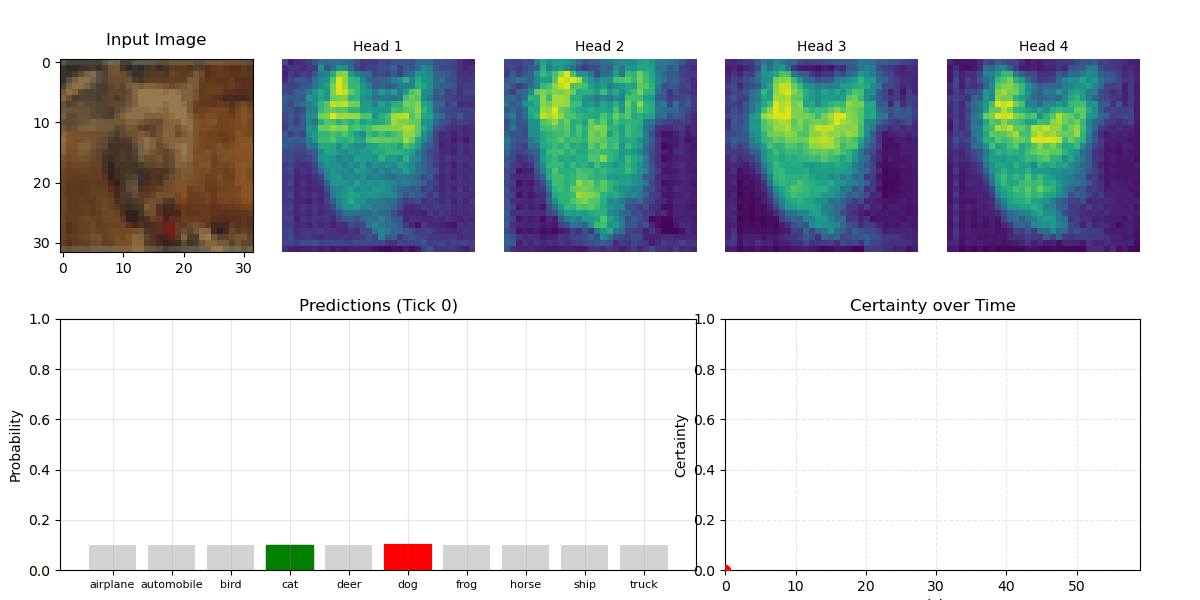 Input Image
Head 1
Head 2
Head 3
Head 4
0
10
20
30
0
10
20
30
Predictions (Tick 0)
Certainty over Time
Probability
1.0
0.8
0.6
0.4
0.2
0.0
airplane
automobile
bird
cat
deer
dog
frog
horse
ship
truck
Certainty
1.0
0.8
0.6
0.4
0.2
0.0
0
10
20
30
40
50